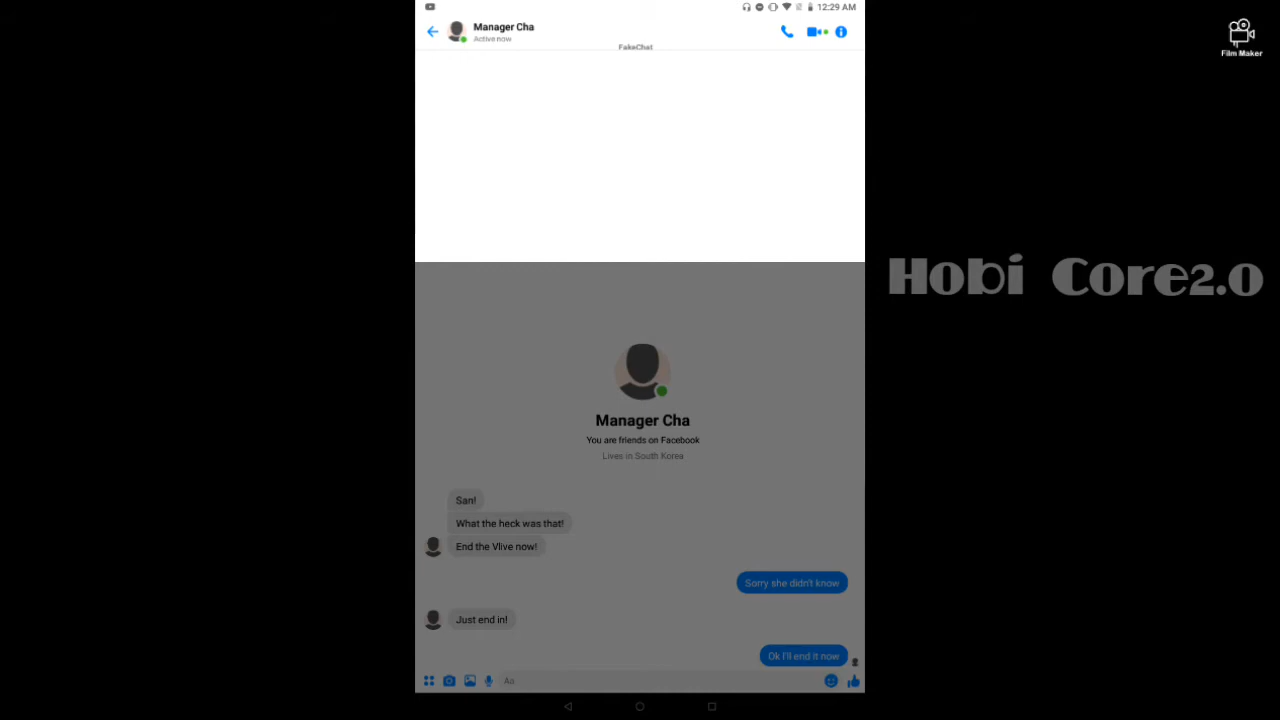 12:29 AM
Manager Cha
Active now
FakeChat
Film Maker
Hobi Core2.0
Manager Cha
You are friends on Facebook
Lives in South Korea
San!
What the heck was that!
End the Vlive now!
Sorry she didn't know
Just end in!
Ok I'll end it now
Aa